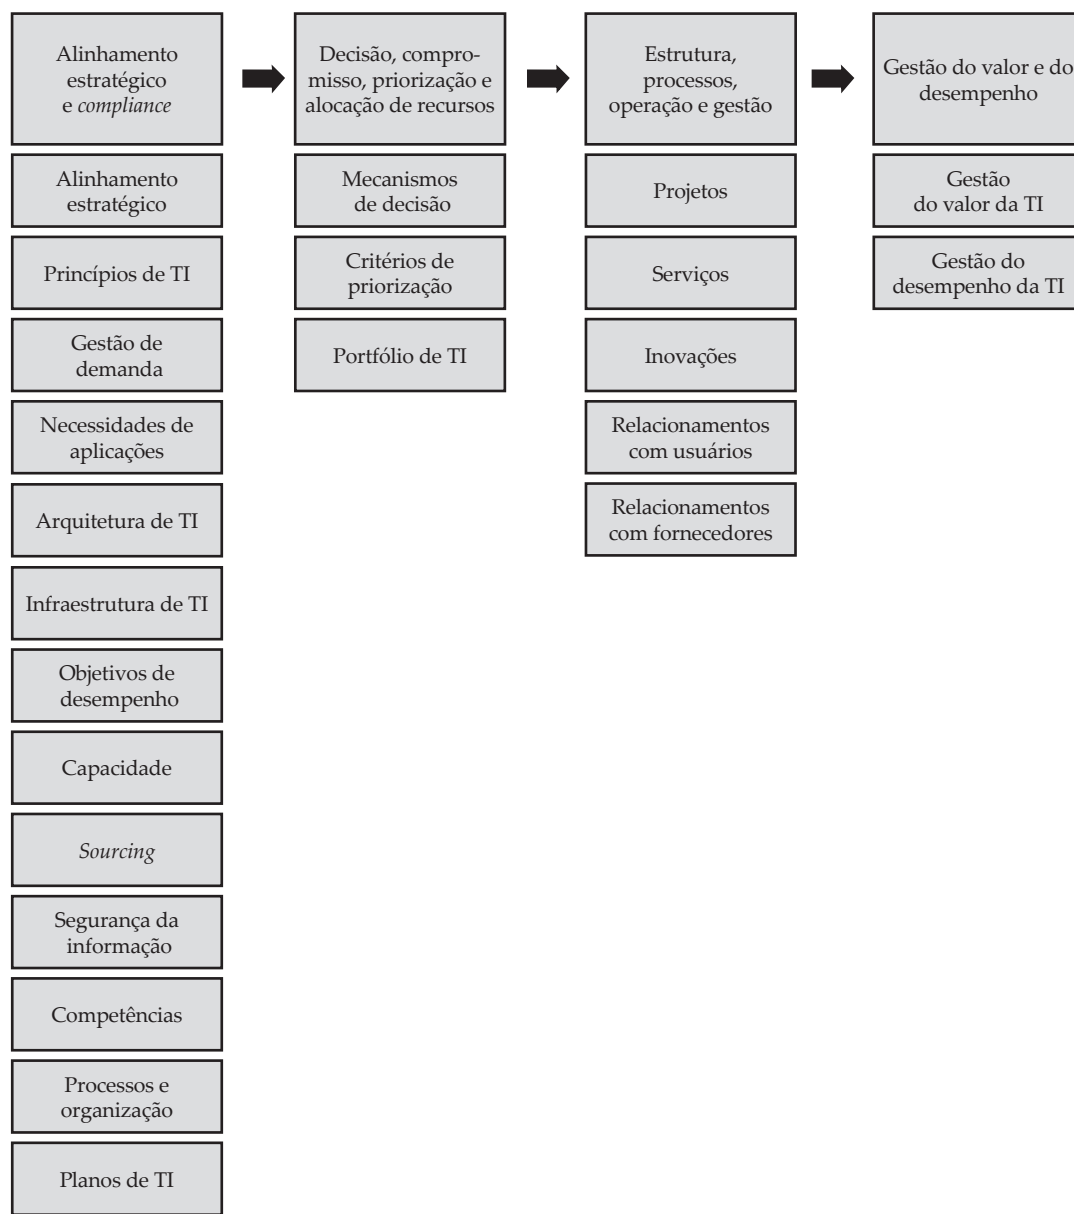 Alinhamento
estratégico
e compliance
Decisão, compro-
misso, priorização e
alocação de recursos
Estrutura,
processos,
operação e gestão
Gestão do valor e do
desempenho
Alinhamento
estratégico
Princípios de TI
Gestão de
demanda
Necessidades de
aplicações
Arquitetura de TI
Infraestrutura de TI
Objetivos de
desempenho
Capacidade
Sourcing
Segurança da
informação
Competências
Processos e
organização
Planos de TI
Mecanismos
de decisão
Critérios de
priorização
Portfólio de TI
Projetos
Serviços
Inovações
Relacionamentos
com usuários
Relacionamentos
com fornecedores
Gestão
do valor da TI
Gestão do
desempenho da TI